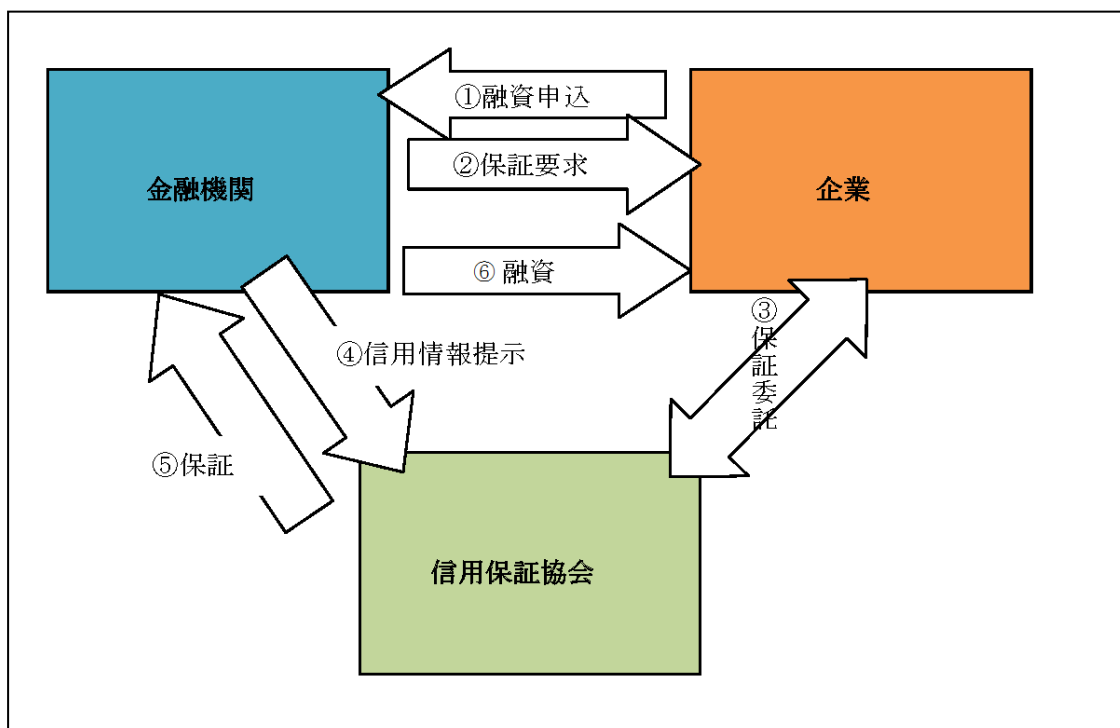 ①融資申込
②保証要求
金融機関
企業
⑥ 融資
③保証委託
④信用情報提示
⑤保証
信用保証協会